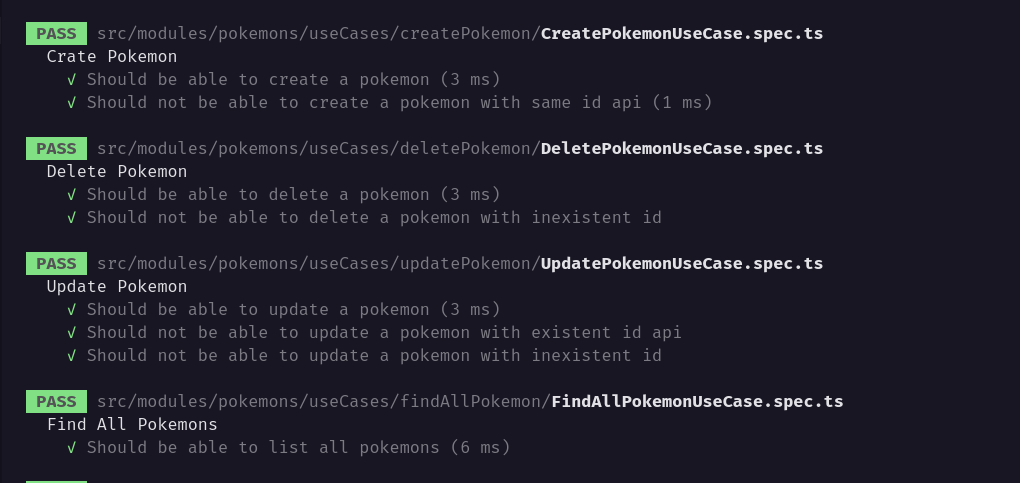 PASS src/modules/pokemons/useCases/createPokemon/CreatePokemonUseCase.spec.ts
Crate Pokemon
√ Should be able to create a pokemon (3 ms)
√ Should not be able to create a pokemon with same id api (1 ms)
PASS src/modules/pokemons/useCases/deletePokemon/DeletePokemonUseCase.spec.ts
Delete Pokemon
√ Should be able to delete a pokemon (3 ms)
√ Should not be able to delete a pokemon with inexistent id
PASS src/modules/pokemons/useCases/updatePokemon/UpdatePokemonUseCase.spec.ts
Update Pokemon
√ Should be able to update a pokemon (3 ms)
√ Should not be able to update a pokemon with existent id api
√ Should not be able to update a pokemon with inexistent id
PASS src/modules/pokemons/useCases/findAllPokemon/FindAllPokemonUseCase.spec.ts
Find All Pokemons
√ Should be able to list all pokemons (6 ms)